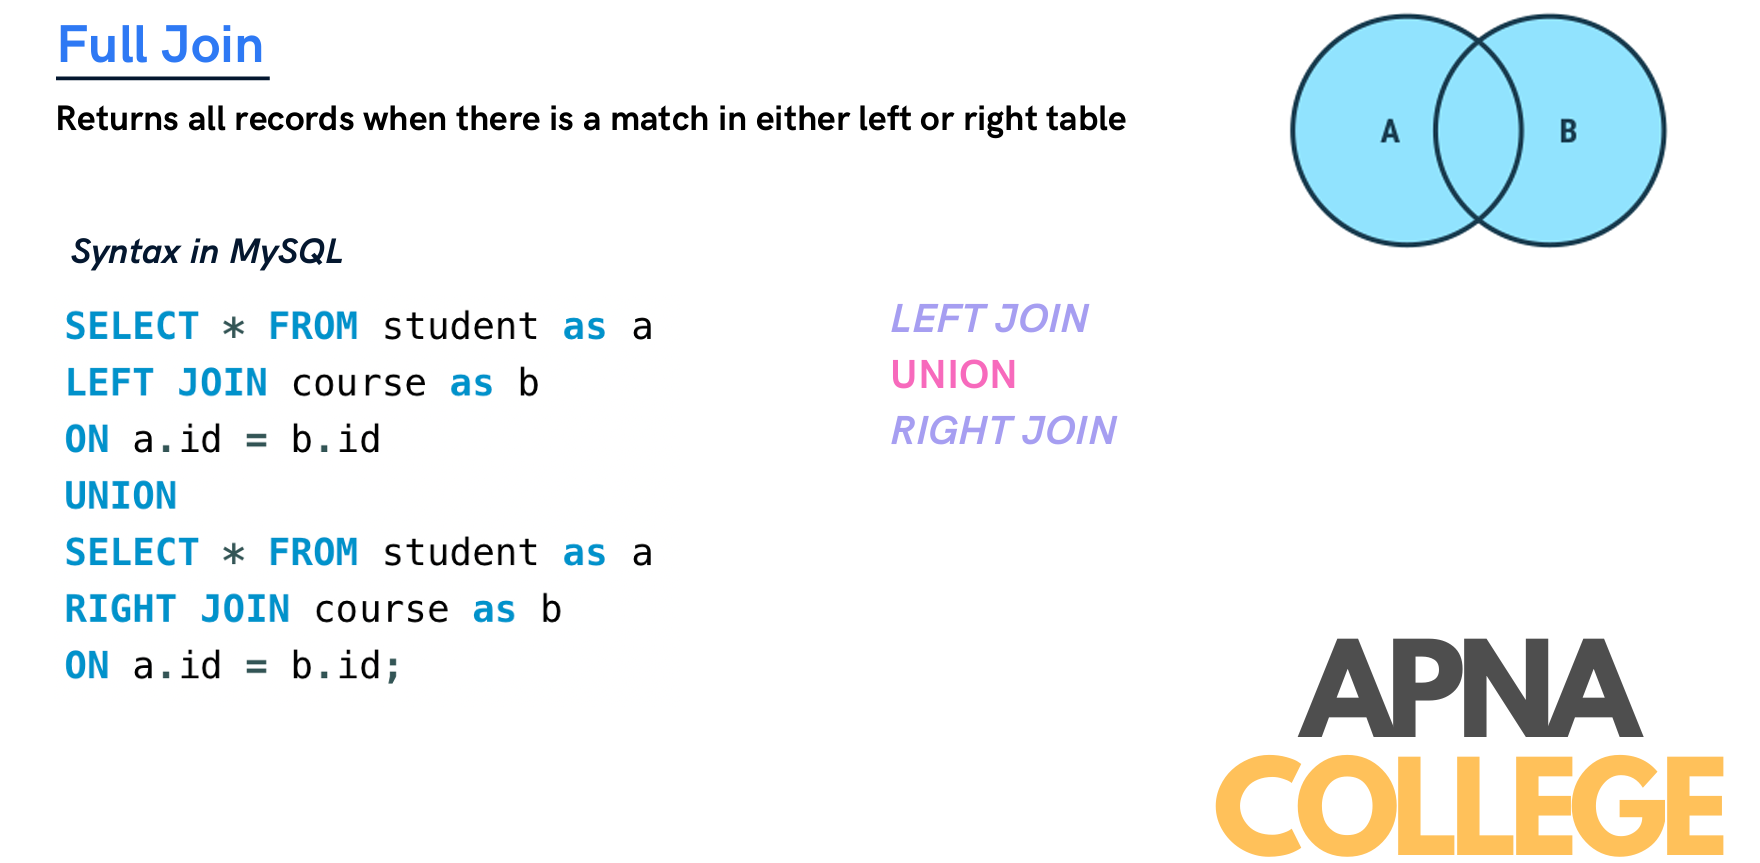 Full Join
Returns all records when there is a match in either left or right table
A
B
Syntax in MySQL
SELECT * FROM student as a
LEFT JOIN course as b
ON a.id = b.id
UNION
SELECT * FROM student as a
RIGHT JOIN course as b
ON a.id = b.id;
LEFT JOIN
UNION
RIGHT JOIN
APNA
COLLEGE